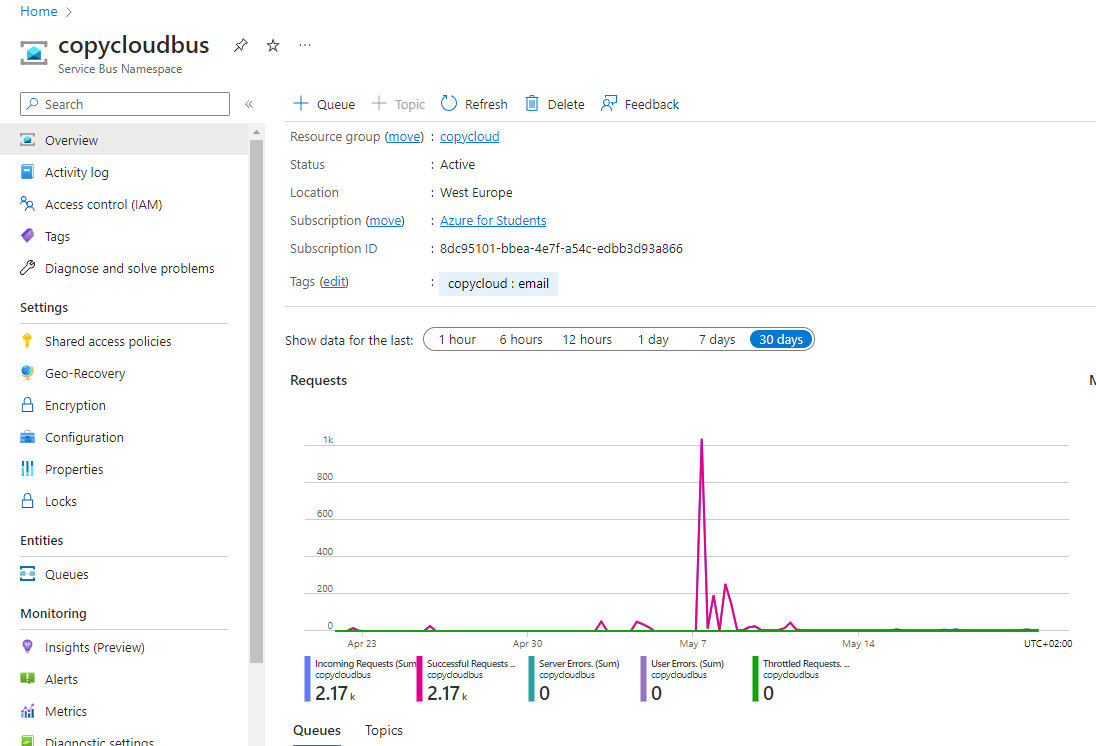 Home
copycloudbus
Service Bus Namespace
Search
Overview
Activity log
Access control (IAM)
Tags
Diagnose and solve problems
Settings
Shared access policies
Geo-Recovery
Encryption
Configuration
Properties
Locks
Entities
Queues
Monitoring
Insights (Preview)
Alerts
Metrics
Diagnostic settings
Queue Topic Refresh Delete Feedback
Resource group (move) : copycloud
Status : Active
Location : West Europe
Subscription (move) : Azure for Students
Subscription ID : 8dc95101-bbea-4e7f-a54c-edbb3d93a866
Tags (edit) : copycloud : email
Show data for the last: 1 hour 6 hours 12 hours 1 day 7 days 30 days
Requests
1k
800
600
400
200
0
Apr 23 Apr 30 May 7 May 14 UTC+02:00
Incoming Requests (Sum
copycloudbus
2.17 k
Successful Requests ...
copycloudbus
2.17 k
Server Errors. (Sum)
copycloudbus
0
User Errors. (Sum)
copycloudbus
0
Throttled Requests. ...
copycloudbus
0
Queues Topics